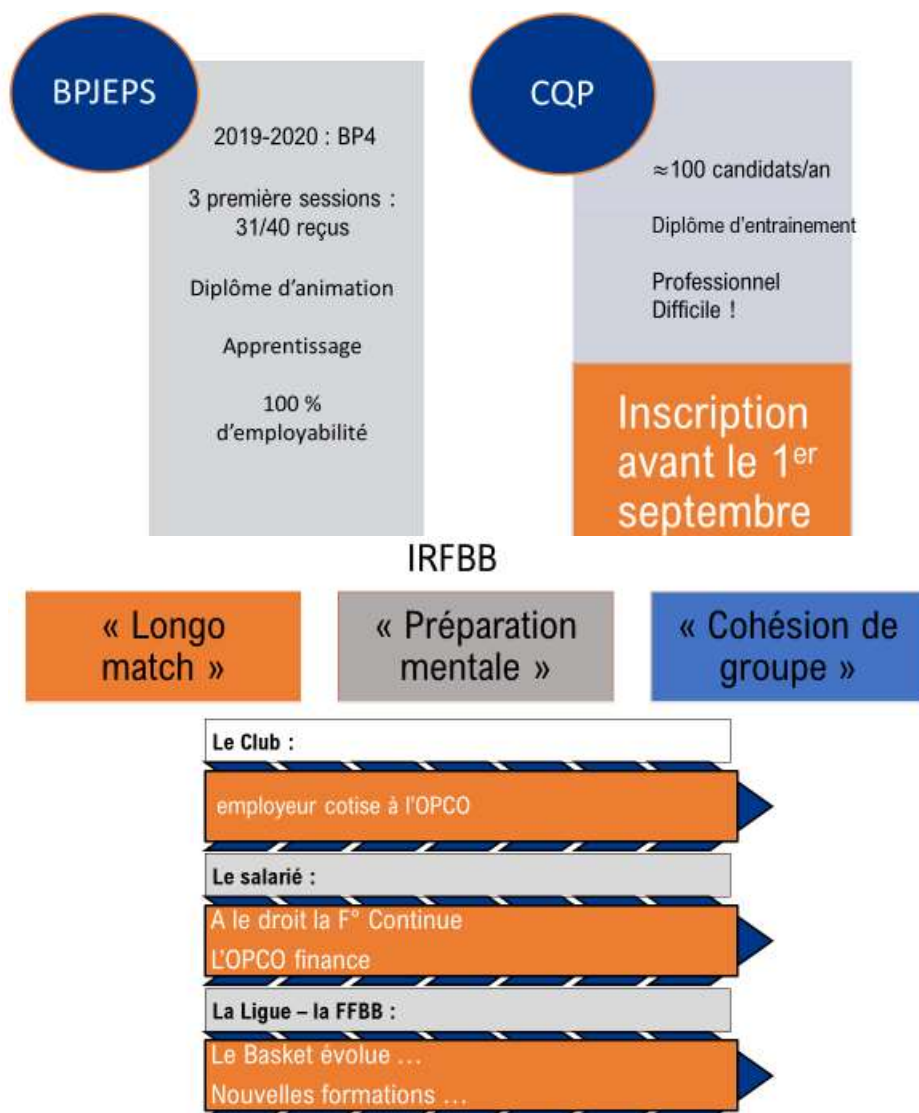 BPJEPS
2019-2020 : BP4
3 première sessions :
31/40 reçus
Diplôme d'animation
Apprentissage
100 %
d'employabilité
CQP
≈100 candidats/an
Diplôme d'entrainement
Professionnel
Difficile !
Inscription
avant le 1er
septembre
IRFBB
« Longo
match »
« Préparation
mentale »
« Cohésion de
groupe »
Le Club :
employeur cotise à l'OPCO
Le salarié :
A le droit la F° Continue
L'OPCO finance
La Ligue – la FFBB :
Le Basket évolue …
Nouvelles formations …